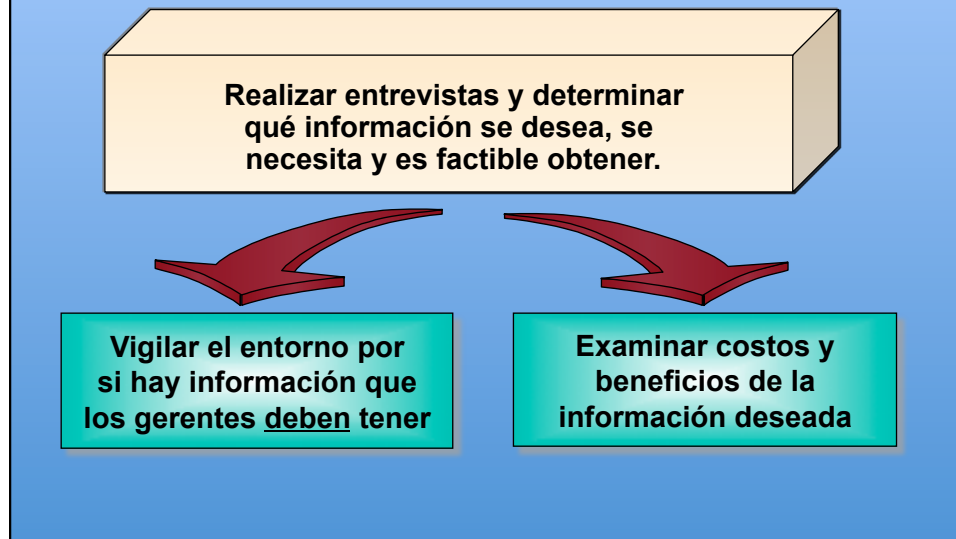 Realizar entrevistas y determinar
qué información se desea, se
necesita y es factible obtener.
Vigilar el entorno por
si hay información que
los gerentes deben tener
Examinar costos y
beneficios de la
información deseada